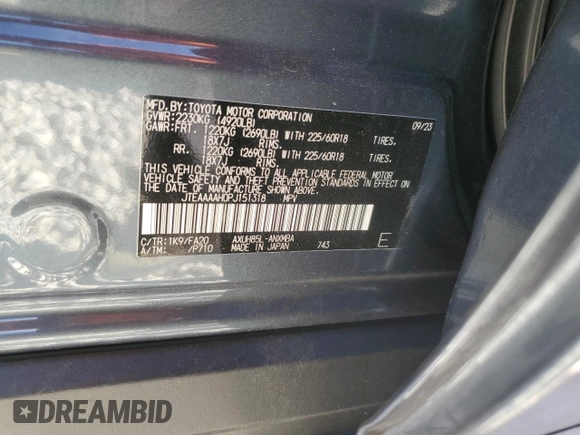 MFD.BY:TOYOTA MOTOR CORPORATION 09/23
GVWR:2230KG (4920LB)
GAWR:FRT. 1220KG (2690LB) WITH 225/60R18 TIRES.
18X7J RIMS.
RR. 1220KG (2690LB) WITH 225/60R18 TIRES.
18X7J RIMS.
THIS VEHICLE CONFORMS TO ALL APPLICABLE FEDERAL MOTOR
VEHICLE SAFETY AND THEFT PREVENTION STANDARDS IN EFFECT ON THE
DATE OF MANUFACTURE SHOWN ABOVE.
JTEAAAAH0PJ151318 MPV
C/TR:1K9/FA20 AXUH85L-ANXMBA
A/TM: /P710 MADE IN JAPAN 743 E
DREAMBID